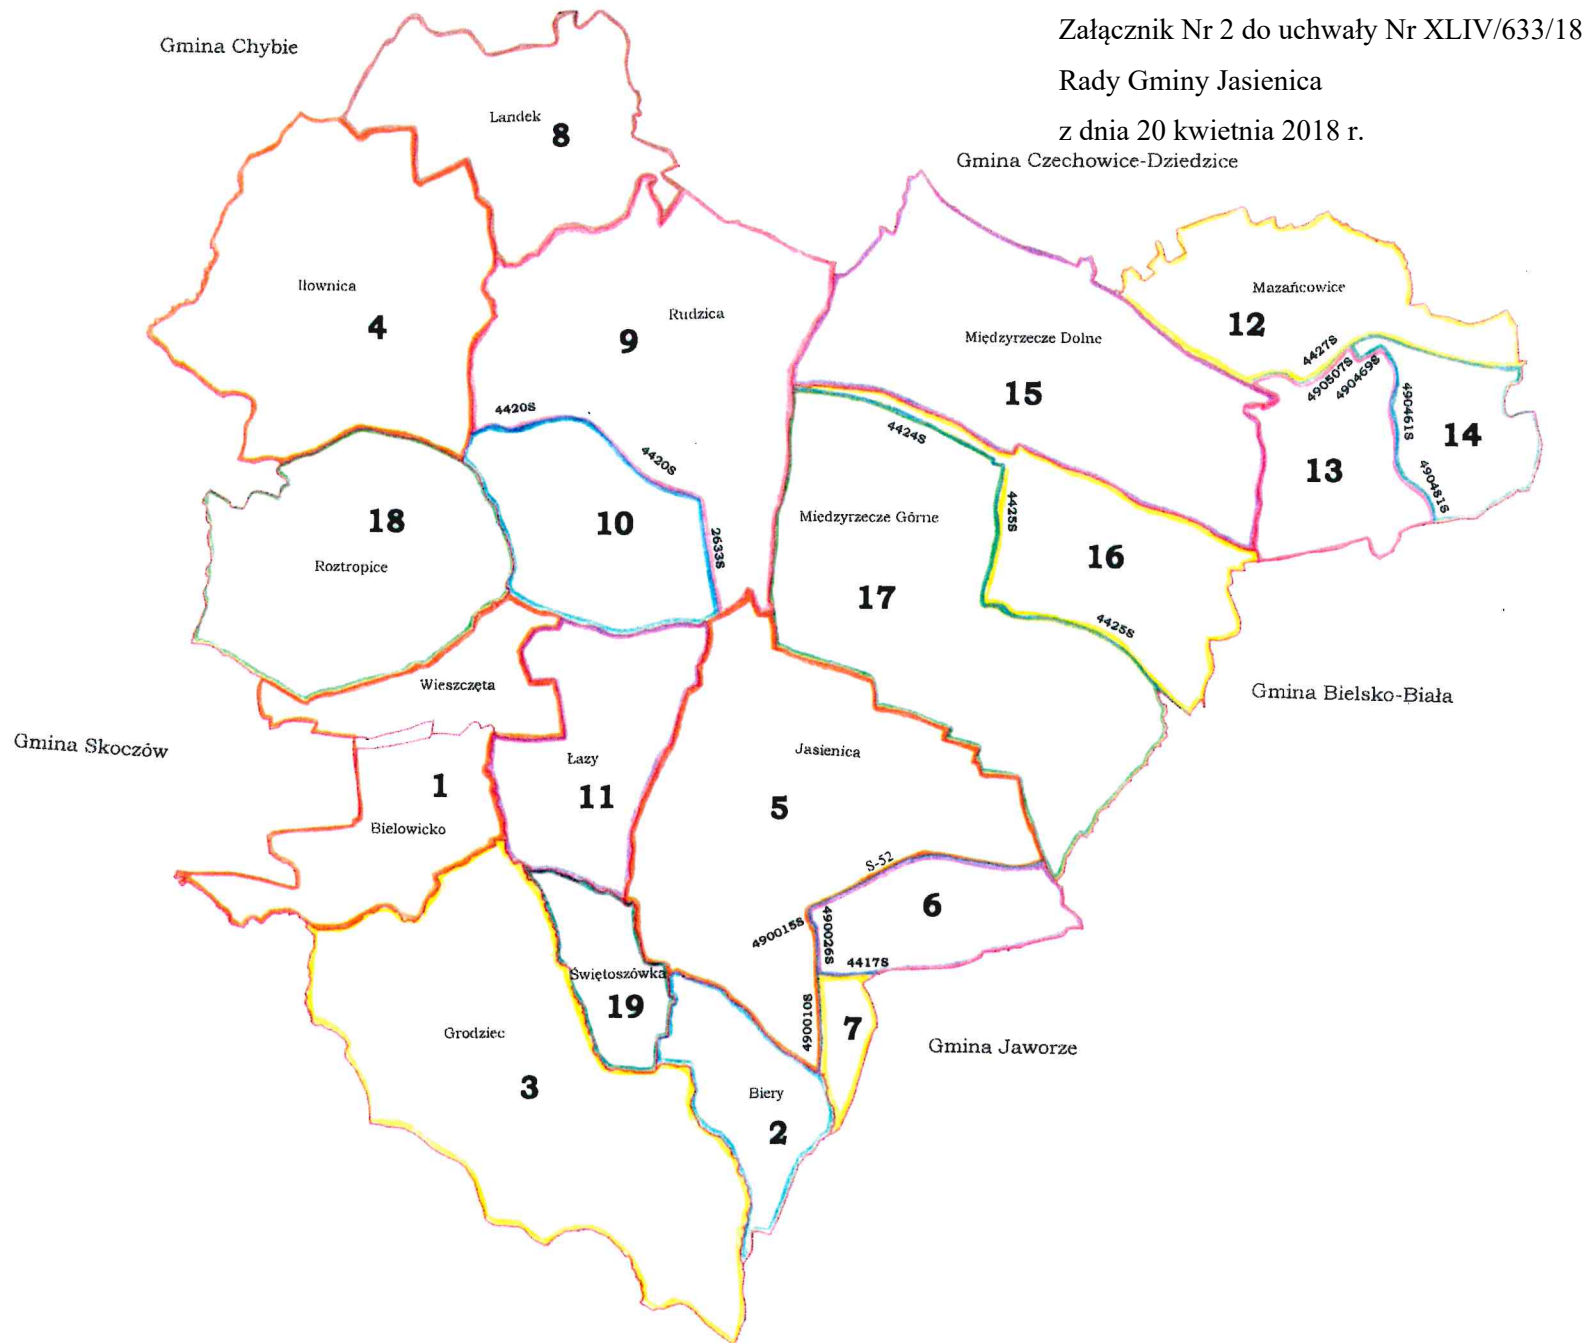 Załącznik Nr 2 do uchwały Nr XLIV/633/18
Rady Gminy Jasienica
z dnia 20 kwietnia 2018 r.
Gmina Chybie
Gmina Czechowice-Dziedzice
Landek
8
Iłownica
4
Rudzica
9
Międzyrzecze Dolne
15
Mazańcowice
12
4427S
490507S
490469S
490461S
490481S
13
14
4420S
4420S
2633S
10
18
Roztropice
4424S
4425S
4425S
Międzyrzecze Górne
17
16
Gmina Bielsko-Biała
Wieszczęta
Gmina Skoczów
1
Bielowicko
Łazy
11
Jasienica
5
S-52
6
490015S
490026S
4417S
490010S
7
Świętoszówka
19
Grodziec
3
Biery
2
Gmina Jaworze